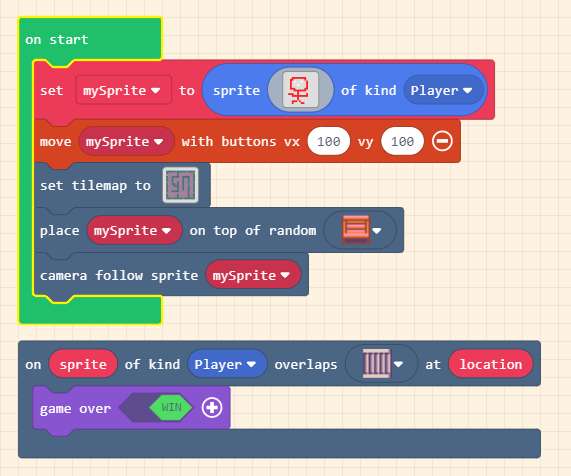 on start
set mySprite to sprite of kind Player
move mySprite with buttons vx 100 vy 100
set tilemap to
place mySprite on top of random
camera follow sprite mySprite
on sprite of kind Player overlaps at location
game over WIN